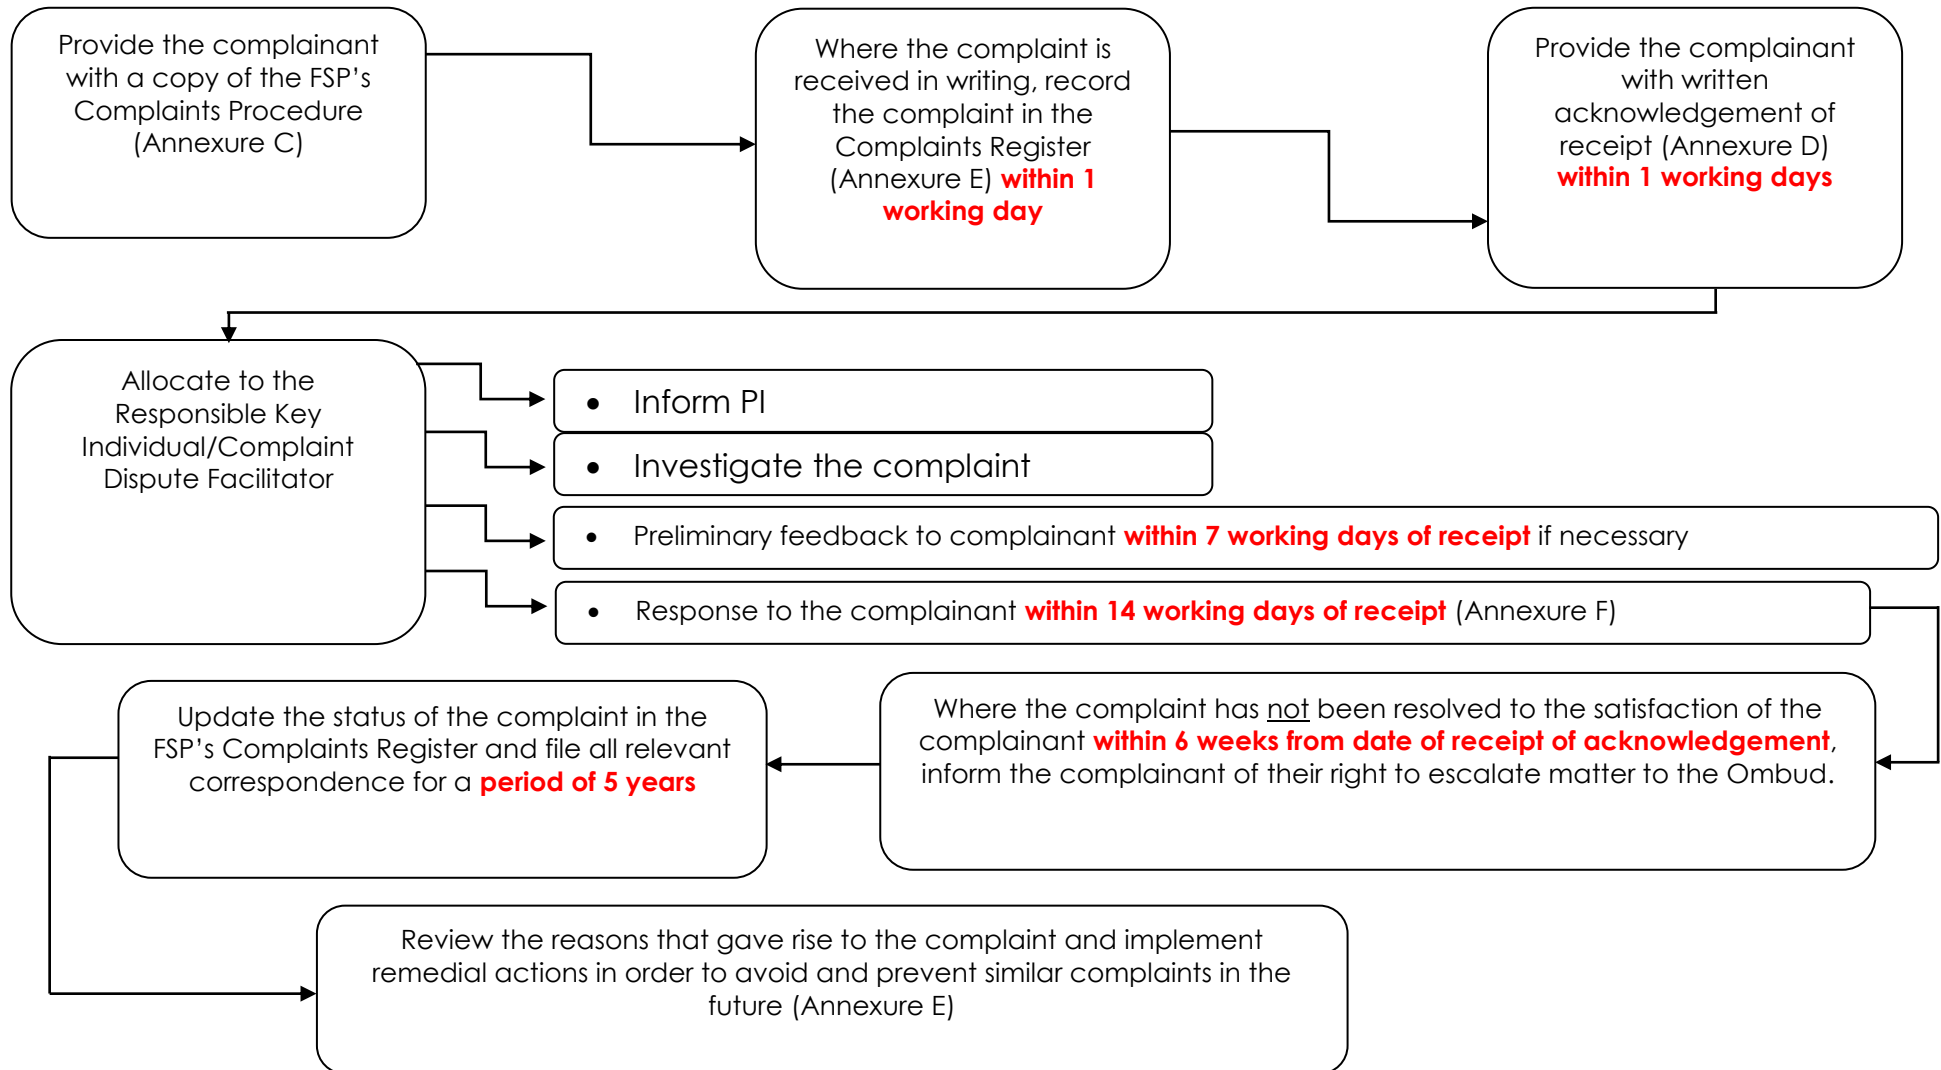 Provide the complainant
with a copy of the FSP’s
Complaints Procedure
(Annexure C)
Where the complaint is
received in writing, record
the complaint in the
Complaints Register
(Annexure E) within 1
working day
Provide the complainant
with written
acknowledgement of
receipt (Annexure D)
within 1 working days
Allocate to the
Responsible Key
Individual/Complaint
Dispute Facilitator
• Inform PI
• Investigate the complaint
• Preliminary feedback to complainant within 7 working days of receipt if necessary
• Response to the complainant within 14 working days of receipt (Annexure F)
Where the complaint has not been resolved to the satisfaction of the
complainant within 6 weeks from date of receipt of acknowledgement,
inform the complainant of their right to escalate matter to the Ombud.
Update the status of the complaint in the
FSP’s Complaints Register and file all relevant
correspondence for a period of 5 years
Review the reasons that gave rise to the complaint and implement
remedial actions in order to avoid and prevent similar complaints in the
future (Annexure E)